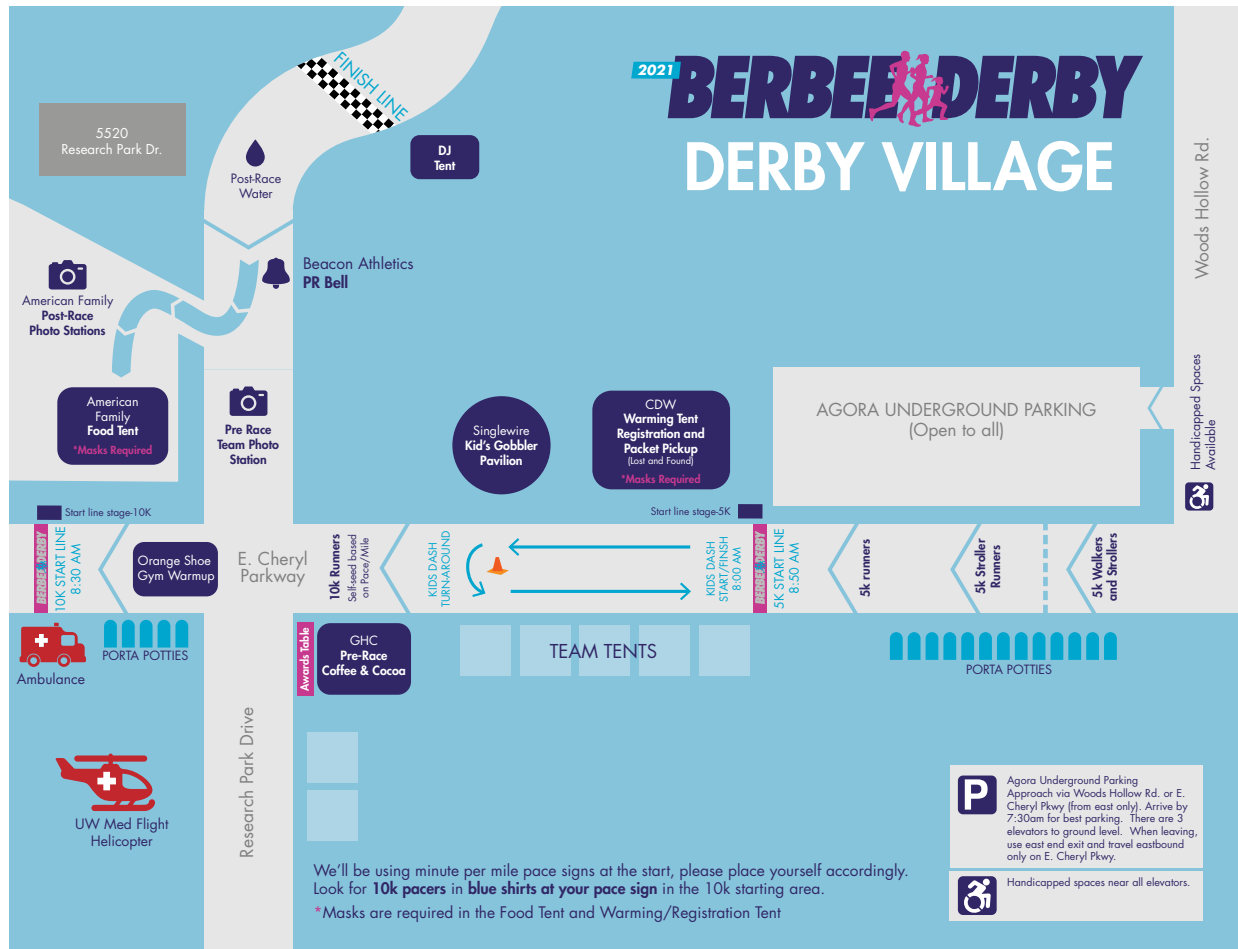 2021
BERBEE DERBY
DERBY VILLAGE
FINISH LINE
5520
Research Park Dr.
DJ
Tent
Post-Race
Water
Woods Hollow Rd.
Beacon Athletics
PR Bell
American Family
Post-Race
Photo Stations
American
Family
Food Tent
*Masks Required
Pre Race
Team Photo
Station
Singlewire
Kid's Gobbler
Pavilion
CDW
Warming Tent
Registration and
Packet Pickup
(Lost and Found)
*Masks Required
AGORA UNDERGROUND PARKING
(Open to all)
Handicapped Spaces
Available
Start line stage-10K
Start line stage-5K
BERBEE DERBY
10K START LINE
8:30 AM
Orange Shoe
Gym Warmup
E. Cheryl
Parkway
10k Runners
Self-seed based
on Pace/Mile
KIDS DASH
TURN-AROUND
KIDS DASH
START/FINISH
8:00 AM
BERBEE DERBY
5K START LINE
8:50 AM
5k runners
5k Stroller
Runners
5k Walkers
and Strollers
Ambulance
PORTA POTTIES
Awards Table
GHC
Pre-Race
Coffee & Cocoa
TEAM TENTS
PORTA POTTIES
Research Park Drive
UW Med Flight
Helicopter
P
Agora Underground Parking
Approach via Woods Hollow Rd. or E.
Cheryl Pkwy (from east only). Arrive by
7:30am for best parking. There are 3
elevators to ground level. When leaving,
use east end exit and travel eastbound
only on E. Cheryl Pkwy.
Handicapped spaces near all elevators.
We'll be using minute per mile pace signs at the start, please place yourself accordingly.
Look for 10k pacers in blue shirts at your pace sign in the 10k starting area.
*Masks are required in the Food Tent and Warming/Registration Tent